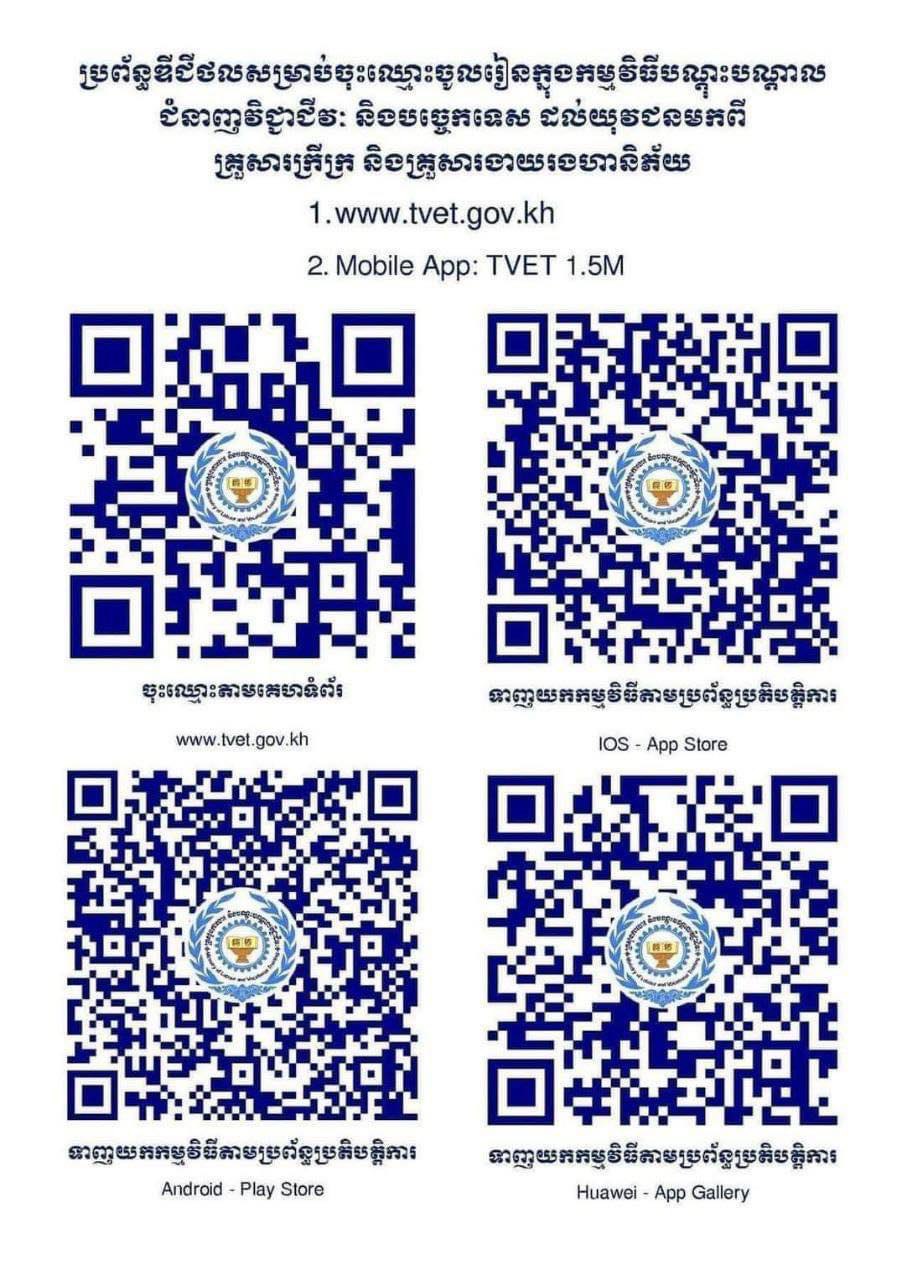 ប្រព័ន្ធឌីជីថលសម្រាប់ចុះឈ្មោះចូលរៀនក្នុងកម្មវិធីបណ្តុះបណ្តាល
ជំនាញវិជ្ជាជីវៈ និងបច្ចេកទេស ដល់យុវជនមកពី
គ្រួសារក្រីក្រ និងគ្រួសារងាយរងហានិភ័យ
1.www.tvet.gov.kh
2. Mobile App: TVET 1.5M
ចុះឈ្មោះតាមគេហទំព័រ
www.tvet.gov.kh
ទាញយកកម្មវិធីតាមប្រព័ន្ធប្រតិបត្តិការ
IOS - App Store
ទាញយកកម្មវិធីតាមប្រព័ន្ធប្រតិបត្តិការ
Android - Play Store
ទាញយកកម្មវិធីតាមប្រព័ន្ធប្រតិបត្តិការ
Huawei - App Gallery